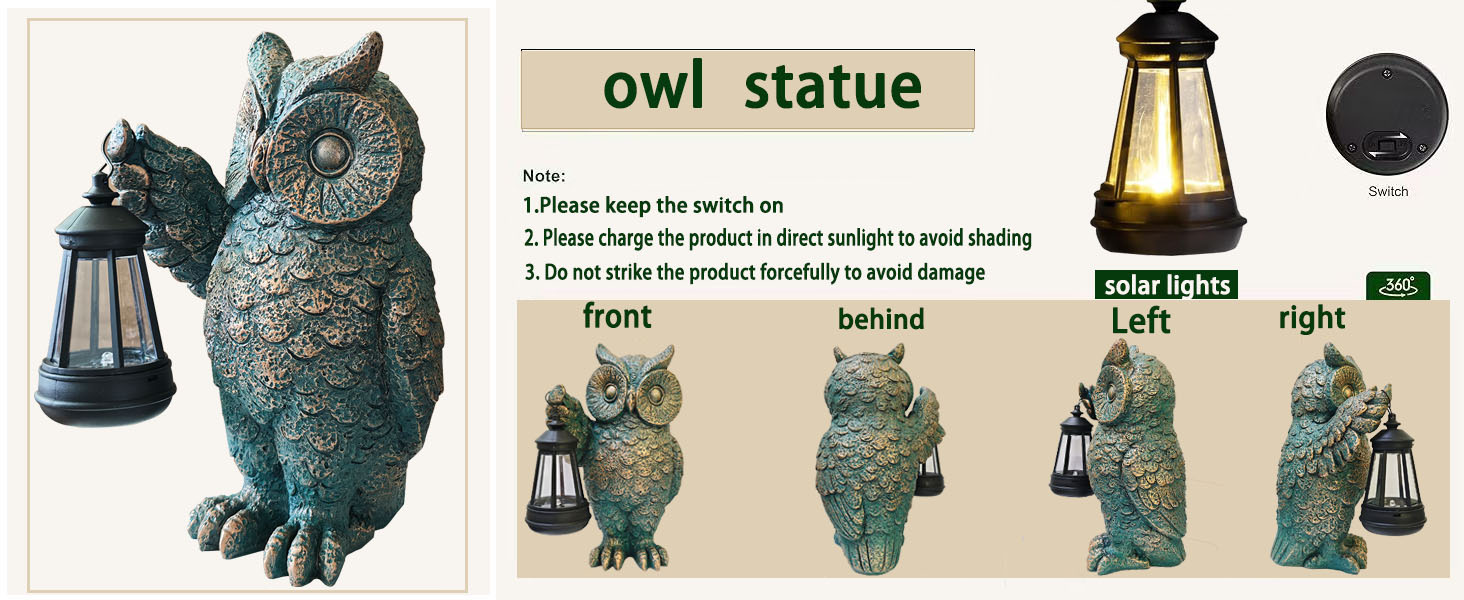 owl statue
Note:
1.Please keep the switch on
2. Please charge the product in direct sunlight to avoid shading
3. Do not strike the product forcefully to avoid damage
Switch
solar lights
360°
front
behind
Left
right